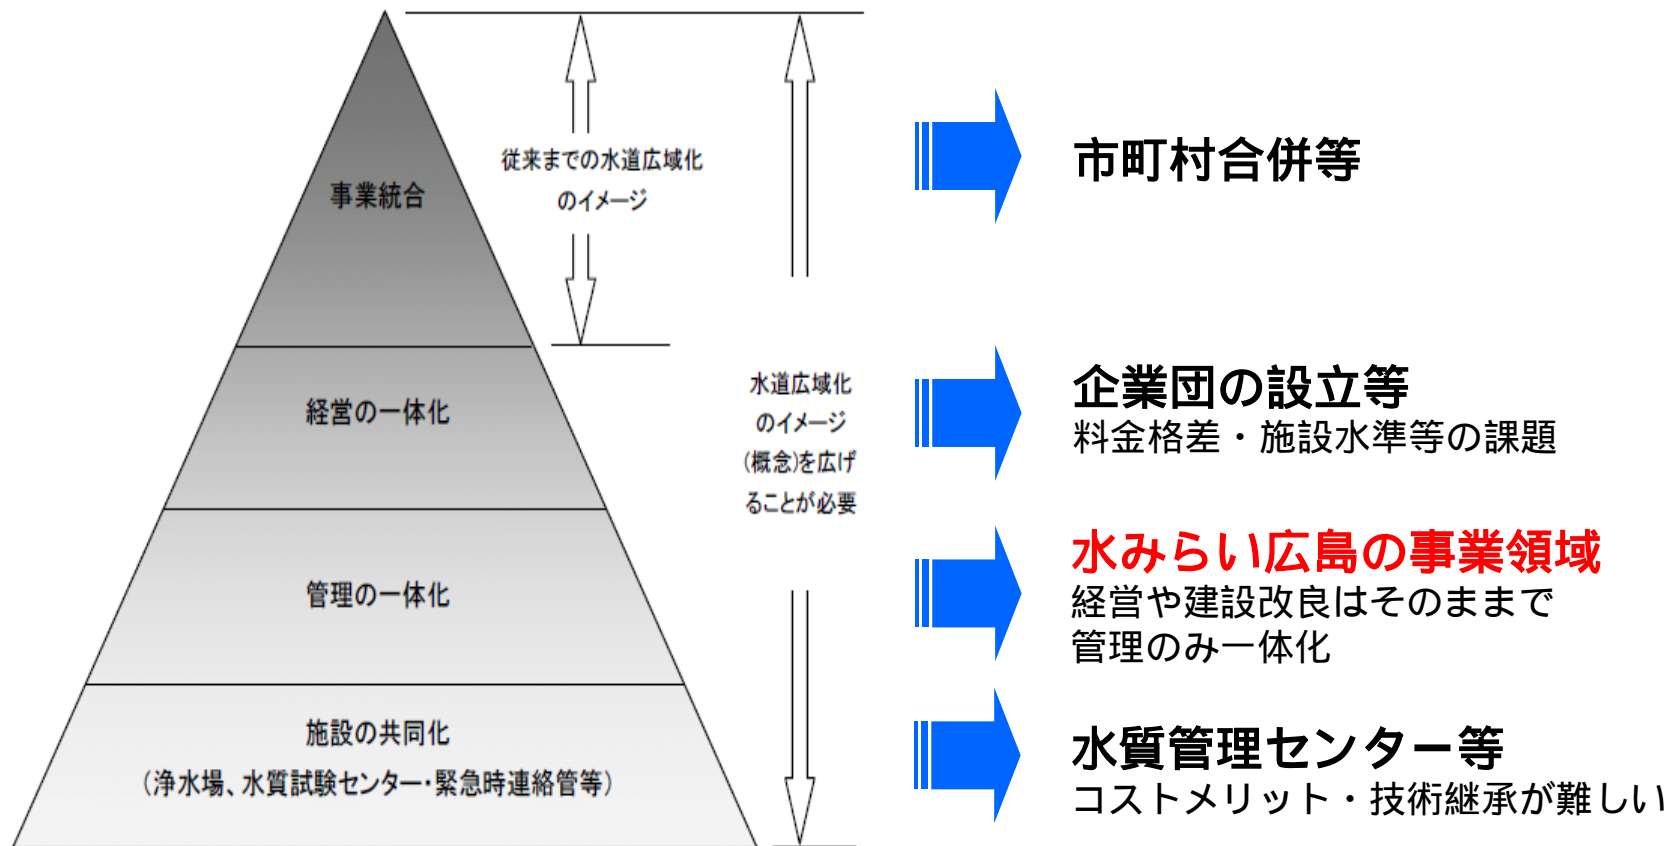 事業統合
経営の一体化
管理の一体化
施設の共同化
（浄水場、水質試験センター・緊急時連絡管等）
従来までの水道広域化
のイメージ
水道広域化
のイメージ
(概念)を広げ
ることが必要
市町村合併等
企業団の設立等
料金格差・施設水準等の課題
水みらい広島の事業領域
経営や建設改良はそのままで
管理のみ一体化
水質管理センター等
コストメリット・技術継承が難しい